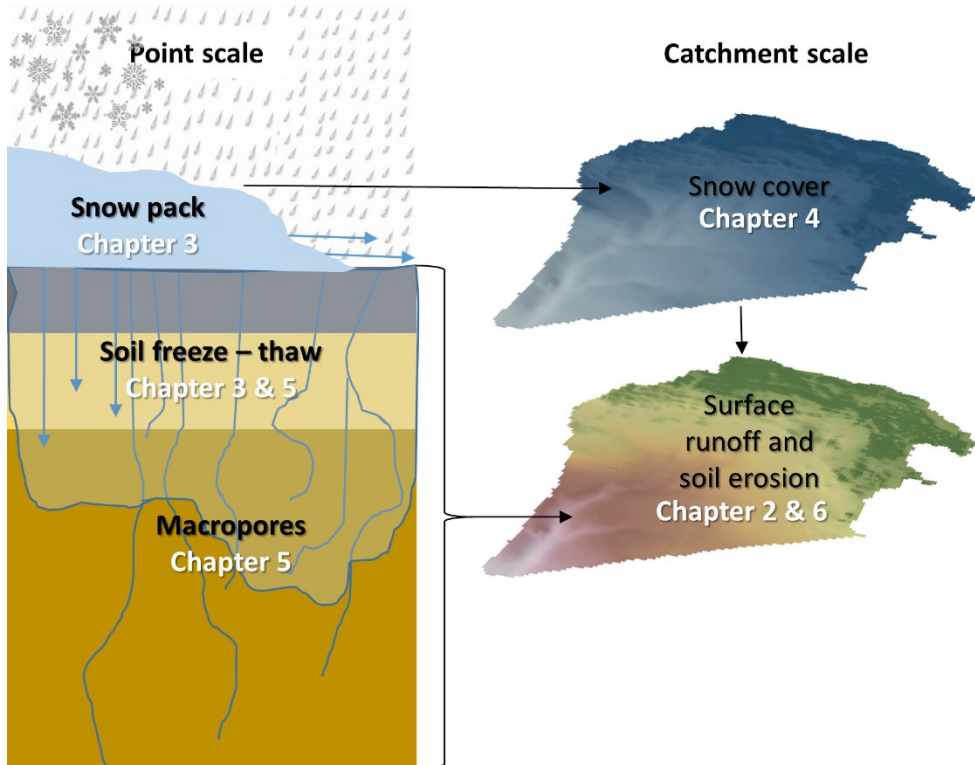 Point scale
Catchment scale
Snow pack
Chapter 3
Snow cover
Chapter 4
Soil freeze – thaw
Chapter 3 & 5
Surface
runoff and
soil erosion
Chapter 2 & 6
Macropores
Chapter 5